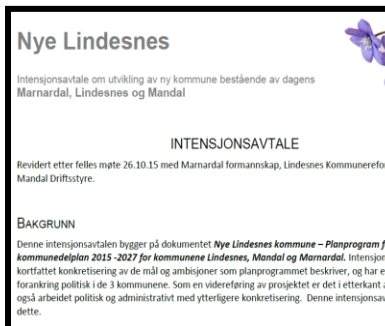 Nye Lindesnes
Intensjonsavtale om utvikling av ny kommune bestående av dagens
Marnardal, Lindesnes og Mandal
INTENSJONSAVTALE
Revidert etter felles møte 26.10.15 med Marnardal formannskap, Lindesnes Kommunerefo
Mandal Driftsstyre.
BAKGRUNN
Denne intensjonsavtalen bygger på dokumentet Nye Lindesnes kommune – Planprogram f
kommunedelplan 2015 -2027 for kommunene Lindesnes, Mandal og Marnardal. Intensjon
kortfattet konkretisering av de mål og ambisjoner som planprogrammet beskriver, og har e
forankring politisk i de 3 kommunene. Som en videreføring av prosjektet er det i etterkant a
også arbeidet politisk og administrativt med ytterligere konkretisering. Denne intensjonsav
dette.